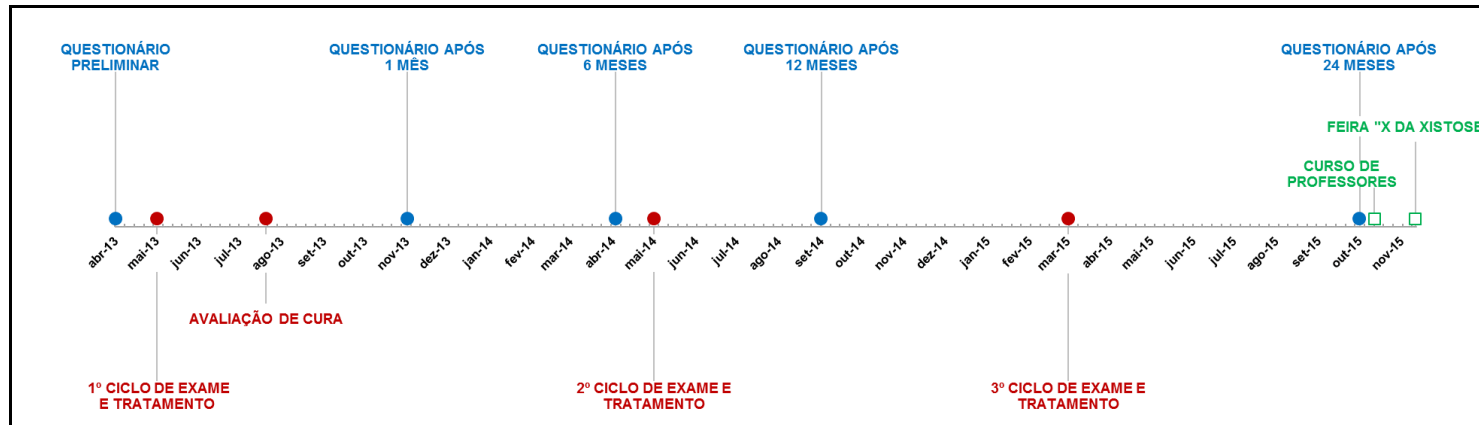 QUESTIONÁRIO
PRELIMINAR
QUESTIONÁRIO APÓS
1 MÊS
QUESTIONÁRIO APÓS
6 MESES
QUESTIONÁRIO APÓS
12 MESES
QUESTIONÁRIO APÓS
24 MESES
FEIRA "X DA XISTOSE
CURSO DE
PROFESSORES
abr-13
mai-13
jun-13
jul-13
ago-13
set-13
out-13
nov-13
dez-13
jan-14
fev-14
mar-14
abr-14
mai-14
jun-14
jul-14
ago-14
set-14
out-14
nov-14
dez-14
jan-15
fev-15
mar-15
abr-15
mai-15
jun-15
jul-15
ago-15
set-15
out-15
nov-15
AVALIAÇÃO DE CURA
1º CICLO DE EXAME
E TRATAMENTO
2º CICLO DE EXAME E
TRATAMENTO
3º CICLO DE EXAME E
TRATAMENTO